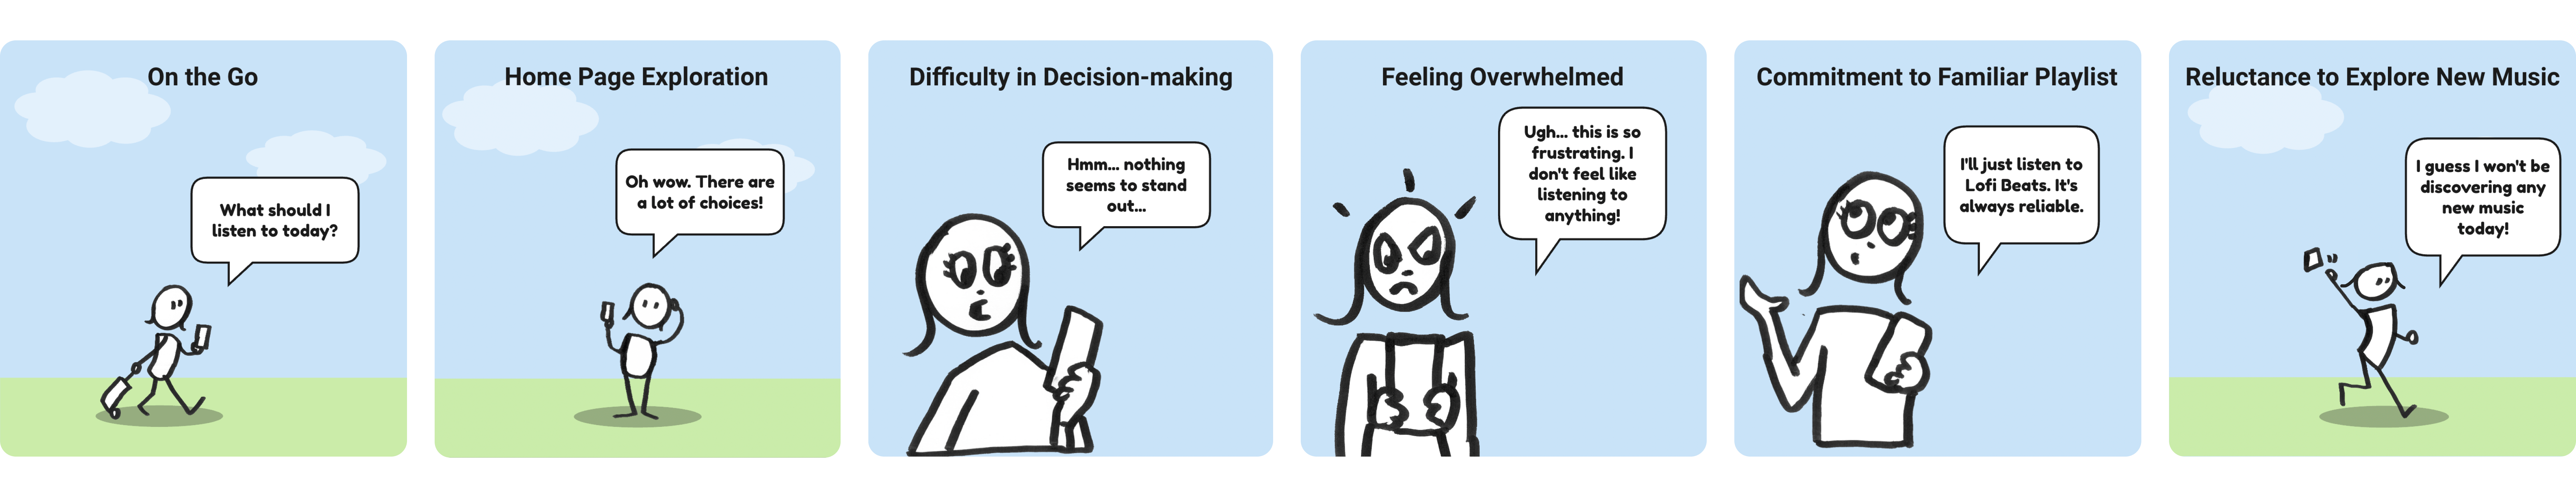 On the Go
What should I
listen to today?
Home Page Exploration
Oh wow. There are
a lot of choices!
Difficulty in Decision-making
Hmm... nothing
seems to stand
out...
Feeling Overwhelmed
Ugh... this is so
frustrating. I
don't feel like
listening to
anything!
Commitment to Familiar Playlist
I'll just listen to
Lofi Beats. It's
always reliable.
Reluctance to Explore New Music
I guess I won't be
discovering any
new music
today!